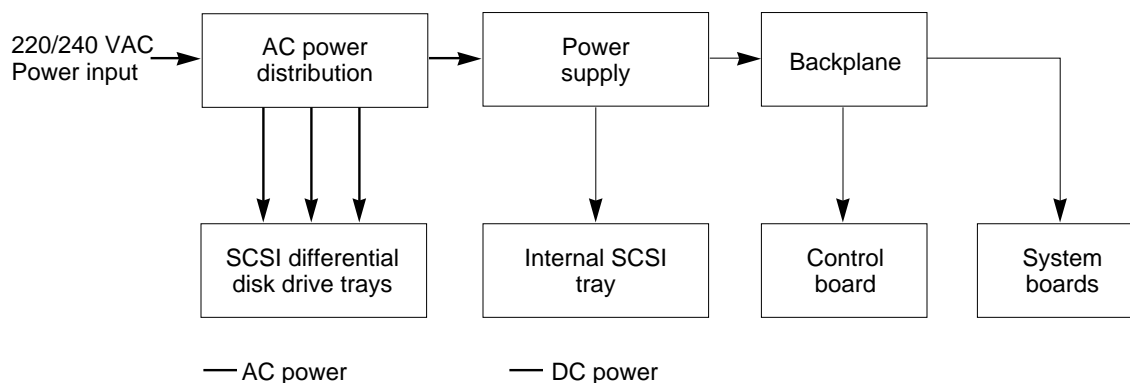 220/240 VAC
Power input
AC power
distribution
Power
supply
Backplane
SCSI differential
disk drive trays
Internal SCSI
tray
Control
board
System
boards
AC power
DC power